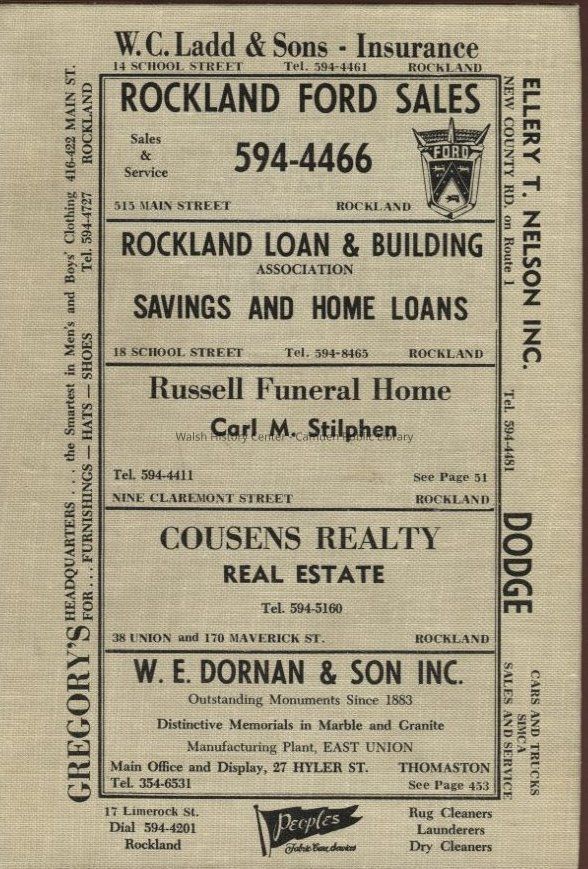 W. C. Ladd & Sons - Insurance
14 SCHOOL STREET Tel. 594-4461 ROCKLAND
ROCKLAND FORD SALES
Sales
&
Service
594-4466
FORD
515 MAIN STREET ROCKLAND
ROCKLAND LOAN & BUILDING
ASSOCIATION
SAVINGS AND HOME LOANS
18 SCHOOL STREET Tel. 594-8465 ROCKLAND
Russell Funeral Home
Carl M. Stilphen
Walsh History Center - Camden Public Library
Tel. 594-4411 See Page 51
NINE CLAREMONT STREET ROCKLAND
COUSENS REALTY
REAL ESTATE
Tel. 594-5160
38 UNION and 170 MAVERICK ST. ROCKLAND
W. E. DORNAN & SON INC.
Outstanding Monuments Since 1883
Distinctive Memorials in Marble and Granite
Manufacturing Plant, EAST UNION
Main Office and Display, 27 HYLER ST. THOMASTON
Tel. 354-6531 See Page 453
GREGORY'S
HEADQUARTERS . . . the Smartest in Men's and Boys' Clothing 416-422 MAIN ST.
FOR . . . FURNISHINGS — HATS — SHOES Tel. 594-4727 ROCKLAND
ELLERY T. NELSON INC.
NEW COUNTY RD. on Route 1 Tel. 594-4481
DODGE
CARS AND TRUCKS
SIMCA
SALES AND SERVICE
17 Limerock St.
Dial 594-4201
Rockland
Peoples
Fabric Care Services
Rug Cleaners
Launderers
Dry Cleaners